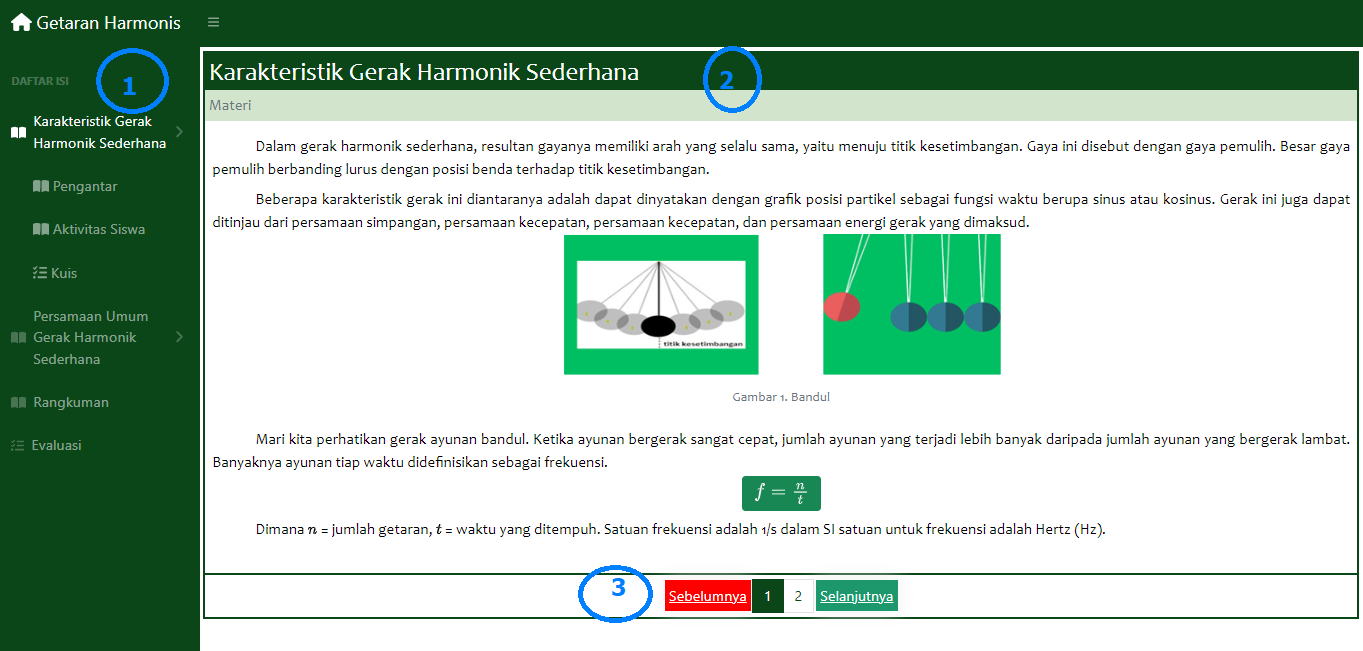 Getaran Harmonis
DAFTAR ISI
1
Karakteristik Gerak
Harmonik Sederhana
Pengantar
Aktivitas Siswa
Kuis
Persamaan Umum
Gerak Harmonik
Sederhana
Rangkuman
Evaluasi
Karakteristik Gerak Harmonik Sederhana
2
Materi
Dalam gerak harmonik sederhana, resultan gayanya memiliki arah yang selalu sama, yaitu menuju titik kesetimbangan. Gaya ini disebut dengan gaya pemulih. Besar gaya
pemulih berbanding lurus dengan posisi benda terhadap titik kesetimbangan.
Beberapa karakteristik gerak ini diantaranya adalah dapat dinyatakan dengan grafik posisi partikel sebagai fungsi waktu berupa sinus atau kosinus. Gerak ini juga dapat
ditinjau dari persamaan simpangan, persamaan kecepatan, persamaan kecepatan, dan persamaan energi gerak yang dimaksud.
titik kesetimbangan
Gambar 1. Bandul
Mari kita perhatikan gerak ayunan bandul. Ketika ayunan bergerak sangat cepat, jumlah ayunan yang terjadi lebih banyak daripada jumlah ayunan yang bergerak lambat.
Banyaknya ayunan tiap waktu didefinisikan sebagai frekuensi.
f = n/t
Dimana n = jumlah getaran, t = waktu yang ditempuh. Satuan frekuensi adalah 1/s dalam SI satuan untuk frekuensi adalah Hertz (Hz).
3
Sebelumnya 1 2 Selanjutnya